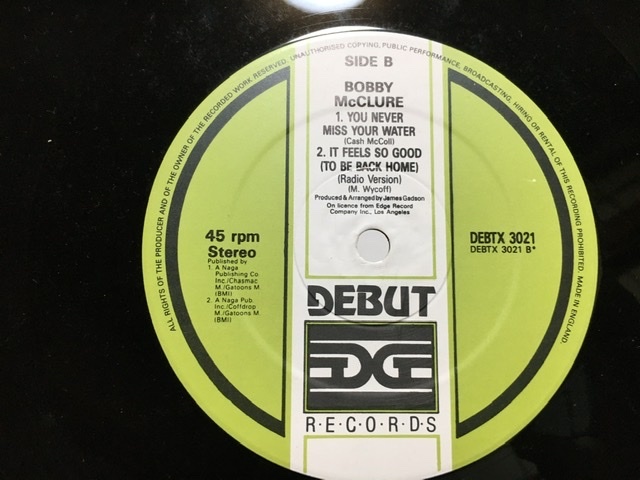 ALL RIGHTS OF THE PRODUCER AND OF THE OWNER OF THE RECORDED WORK RESERVED. UNAUTHORISED COPYING, PUBLIC PERFORMANCE, BROADCASTING, HIRING OR RENTAL OF THIS RECORDING PROHIBITED. MADE IN ENGLAND.
SIDE B
BOBBY
McCLURE
1. YOU NEVER
MISS YOUR WATER
(Cash McColl)
2. IT FEELS SO GOOD
(TO BE BACK HOME)
(Radio Version)
(M. Wycoff)
Produced & Arranged by James Gadson
On licence from Edge Record
Company Inc., Los Angeles
45 rpm
Stereo
Published by
1. A Naga
Publishing Co.
Inc./Chasmac
M./Gatoons M.
(BMI)
2. A Naga Pub.
Inc./Coffdrop
M./Gatoons M.
(BMI)
DEBTX 3021
DEBTX 3021 B*
DEBUT
EDGE
R·E·C·O·R·D·S